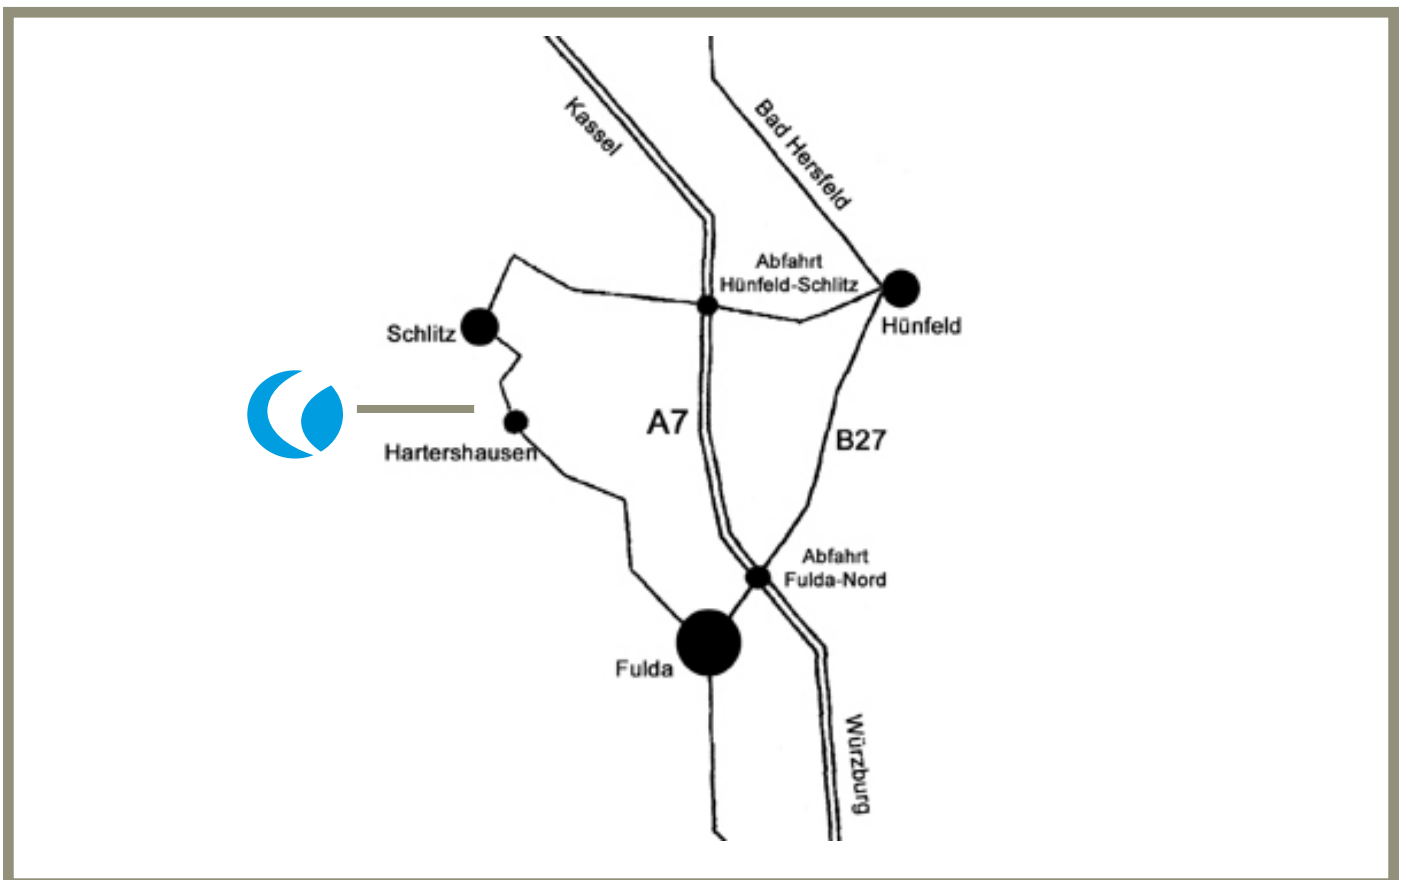 Kassel
Bad Hersfeld
Abfahrt
Hünfeld-Schlitz
Hünfeld
Schlitz
A7
B27
Hartershausen
Abfahrt
Fulda-Nord
Fulda
Würzburg